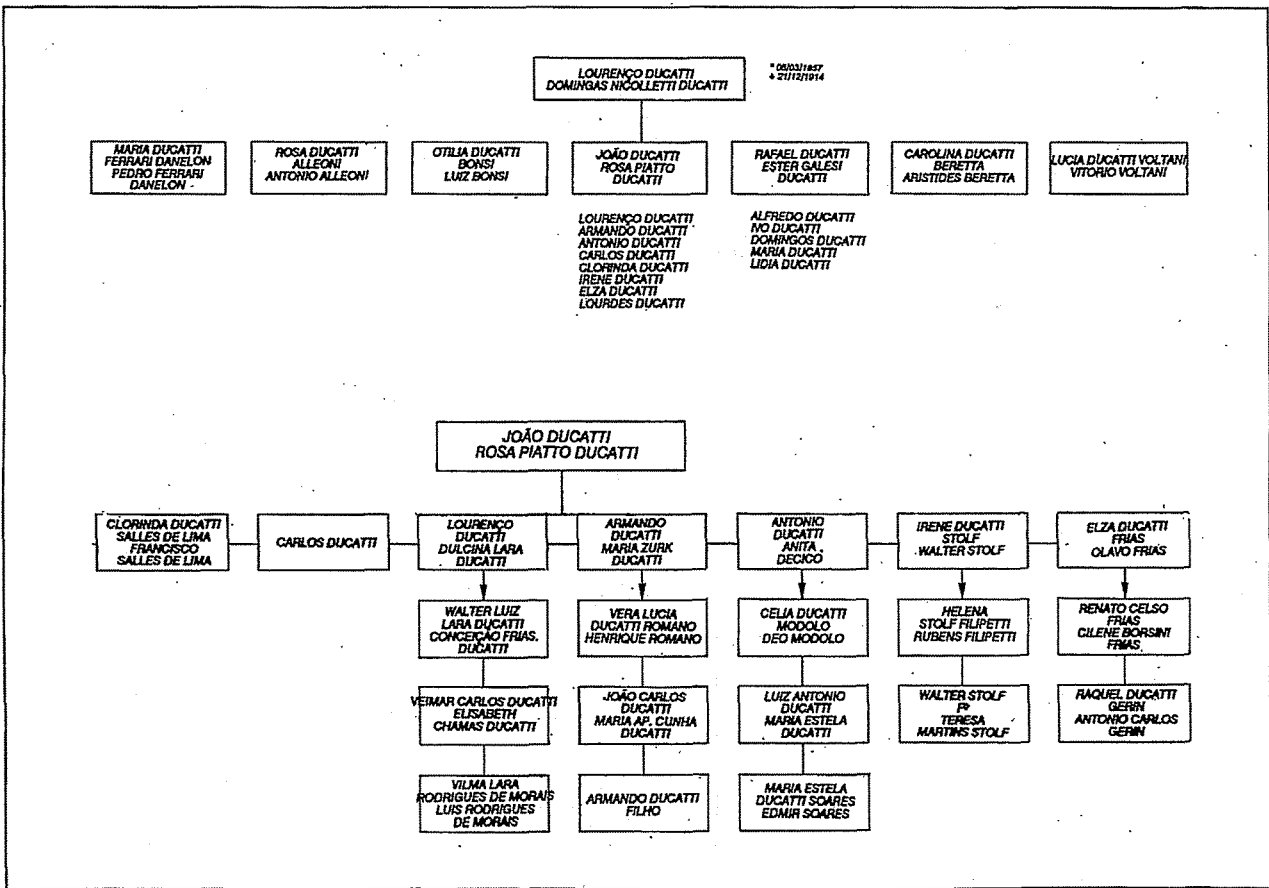 LOURENÇO DUCATTI
DOMINGAS NICOLLETTI DUCATTI
* 06/03/1857
+ 21/12/1914
MARIA DUCATTI
FERRARI DANELON
PEDRO FERRARI
DANELON
ROSA DUCATTI
ALLEONI
ANTONIO ALLEONI
OTILIA DUCATTI
BONSI
LUIZ BONSI
JOÃO DUCATTI
ROSA PIATTO
DUCATTI
RAFAEL DUCATTI
ESTER GALESI
DUCATTI
CAROLINA DUCATTI
BERETTA
ARISTIDES BERETTA
LUCIA DUCATTI VOLTANI
VITORIO VOLTANI
LOURENÇO DUCATTI
ARMANDO DUCATTI
ANTONIO DUCATTI
CARLOS DUCATTI
CLORINDA DUCATTI
IRENE DUCATTI
ELZA DUCATTI
LOURDES DUCATTI
ALFREDO DUCATTI
IVO DUCATTI
DOMINGOS DUCATTI
MARIA DUCATTI
LIDIA DUCATTI
JOÃO DUCATTI
ROSA PIATTO DUCATTI
CLORINDA DUCATTI
SALLES DE LIMA
FRANCISCO
SALLES DE LIMA
CARLOS DUCATTI
LOURENÇO
DUCATTI
DULCINA LARA
DUCATTI
ARMANDO
DUCATTI
MARIA ZURK
DUCATTI
ANTONIO
DUCATTI
ANITA
DECICO
IRENE DUCATTI
STOLF
WALTER STOLF
ELZA DUCATTI
FRIAS
OLAVO FRIAS
WALTER LUIZ
LARA DUCATTI
CONCEIÇÃO FRIAS.
DUCATTI
VERA LUCIA
DUCATTI ROMANO
HENRIQUE ROMANO
CELIA DUCATTI
MODOLO
DEO MODOLO
HELENA
STOLF FILIPETTI
RUBENS FILIPETTI
RENATO CELSO
FRIAS
CILENE BORSINI
FRIAS
VEIMAR CARLOS DUCATTI
ELISABETH
CHAMAS DUCATTI
JOÃO CARLOS
DUCATTI
MARIA AP. CUNHA
DUCATTI
LUIZ ANTONIO
DUCATTI
MARIA ESTELA
DUCATTI
WALTER STOLF
Fº
TERESA
MARTINS STOLF
RAQUEL DUCATTI
GERIN
ANTONIO CARLOS
GERIN
VILMA LARA
RODRIGUES DE MORAIS
LUIS RODRIGUES
DE MORAIS
ARMANDO DUCATTI
FILHO
MARIA ESTELA
DUCATTI SOARES
EDMIR SOARES